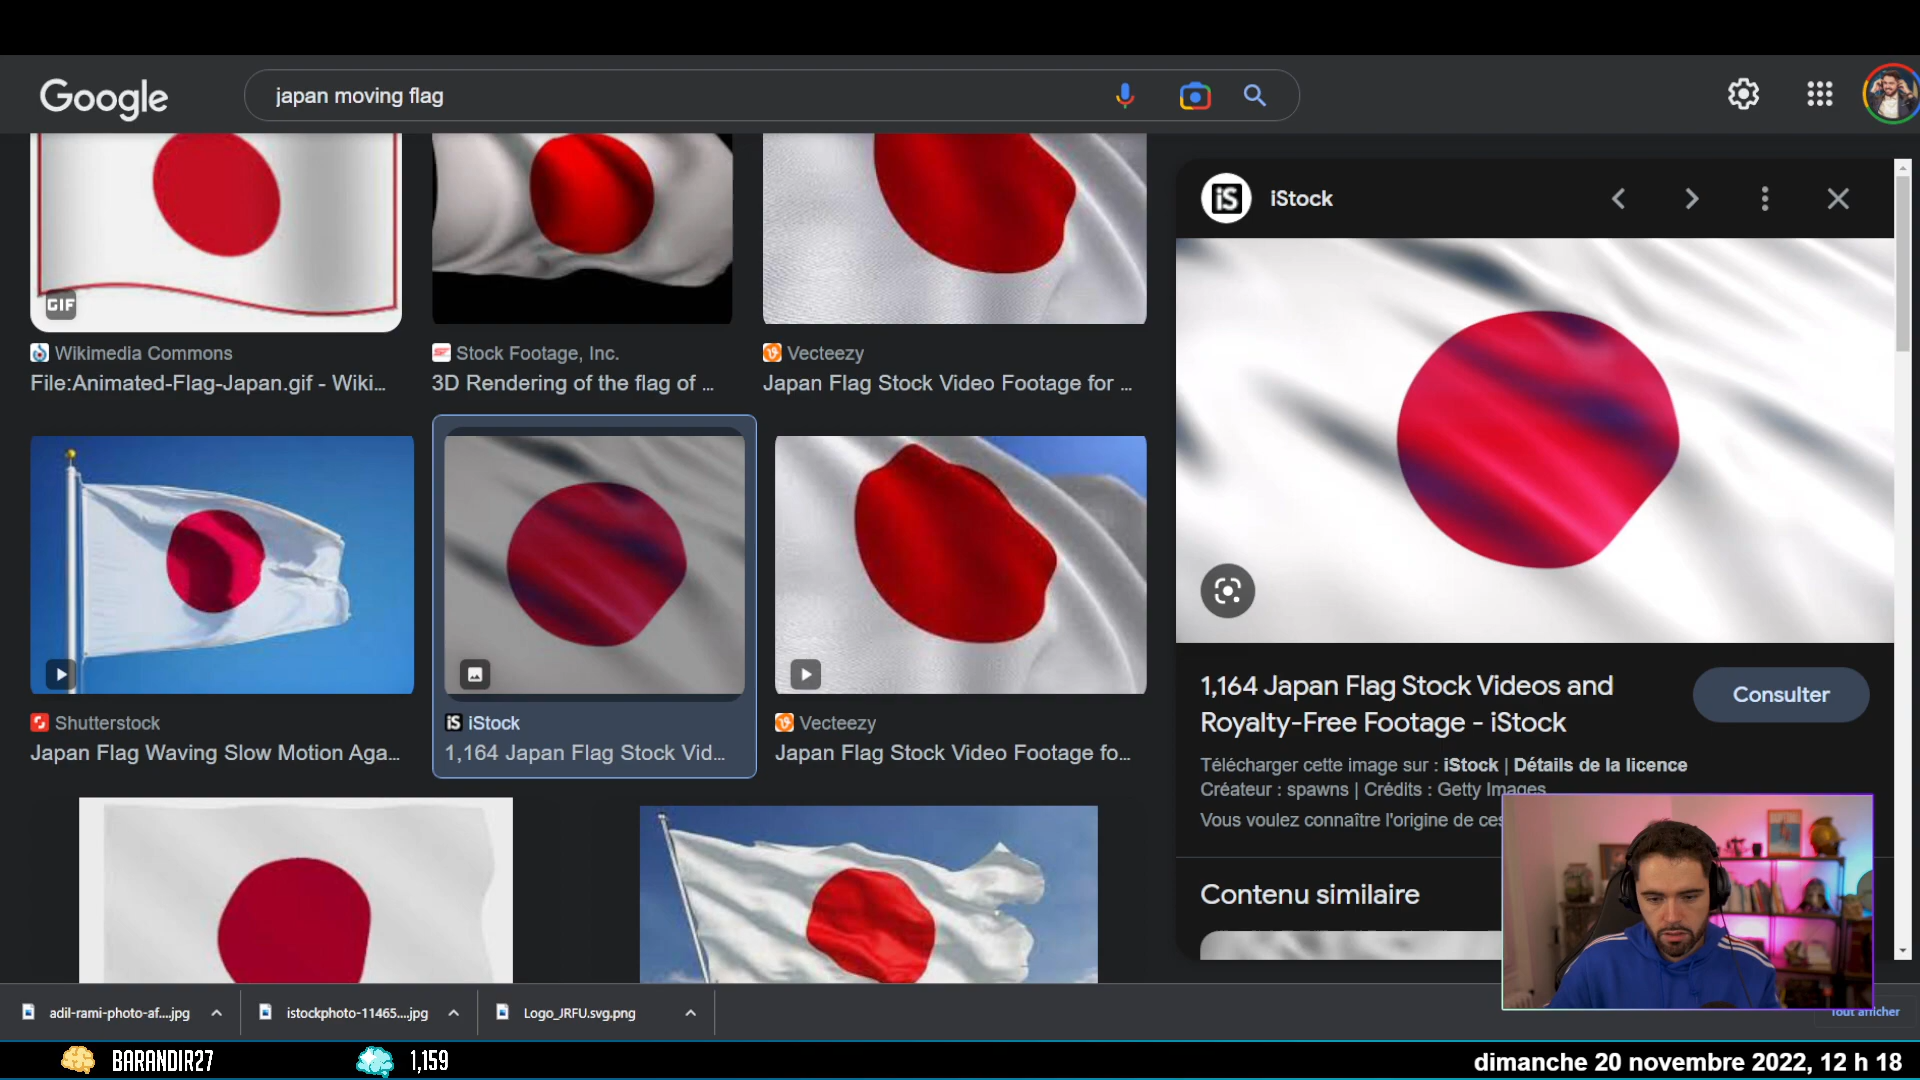 Google
japan moving flag
iS
iStock
GIF
Wikimedia Commons
File:Animated-Flag-Japan.gif - Wiki...
Stock Footage, Inc.
3D Rendering of the flag of ...
Vecteezy
Japan Flag Stock Video Footage for ...
Shutterstock
Japan Flag Waving Slow Motion Aga...
iS iStock
1,164 Japan Flag Stock Vid...
Vecteezy
Japan Flag Stock Video Footage fo...
1,164 Japan Flag Stock Videos and
Royalty-Free Footage - iStock
Consulter
Télécharger cette image sur : iStock | Détails de la licence
Créateur : spawns | Crédits : Getty Images
Vous voulez connaître l'origine de ces
Contenu similaire
adil-rami-photo-af....jpg
istockphoto-11465....jpg
Logo_JRFU.svg.png
Tout afficher
BARANDIR27
1,159
dimanche 20 novembre 2022, 12 h 18